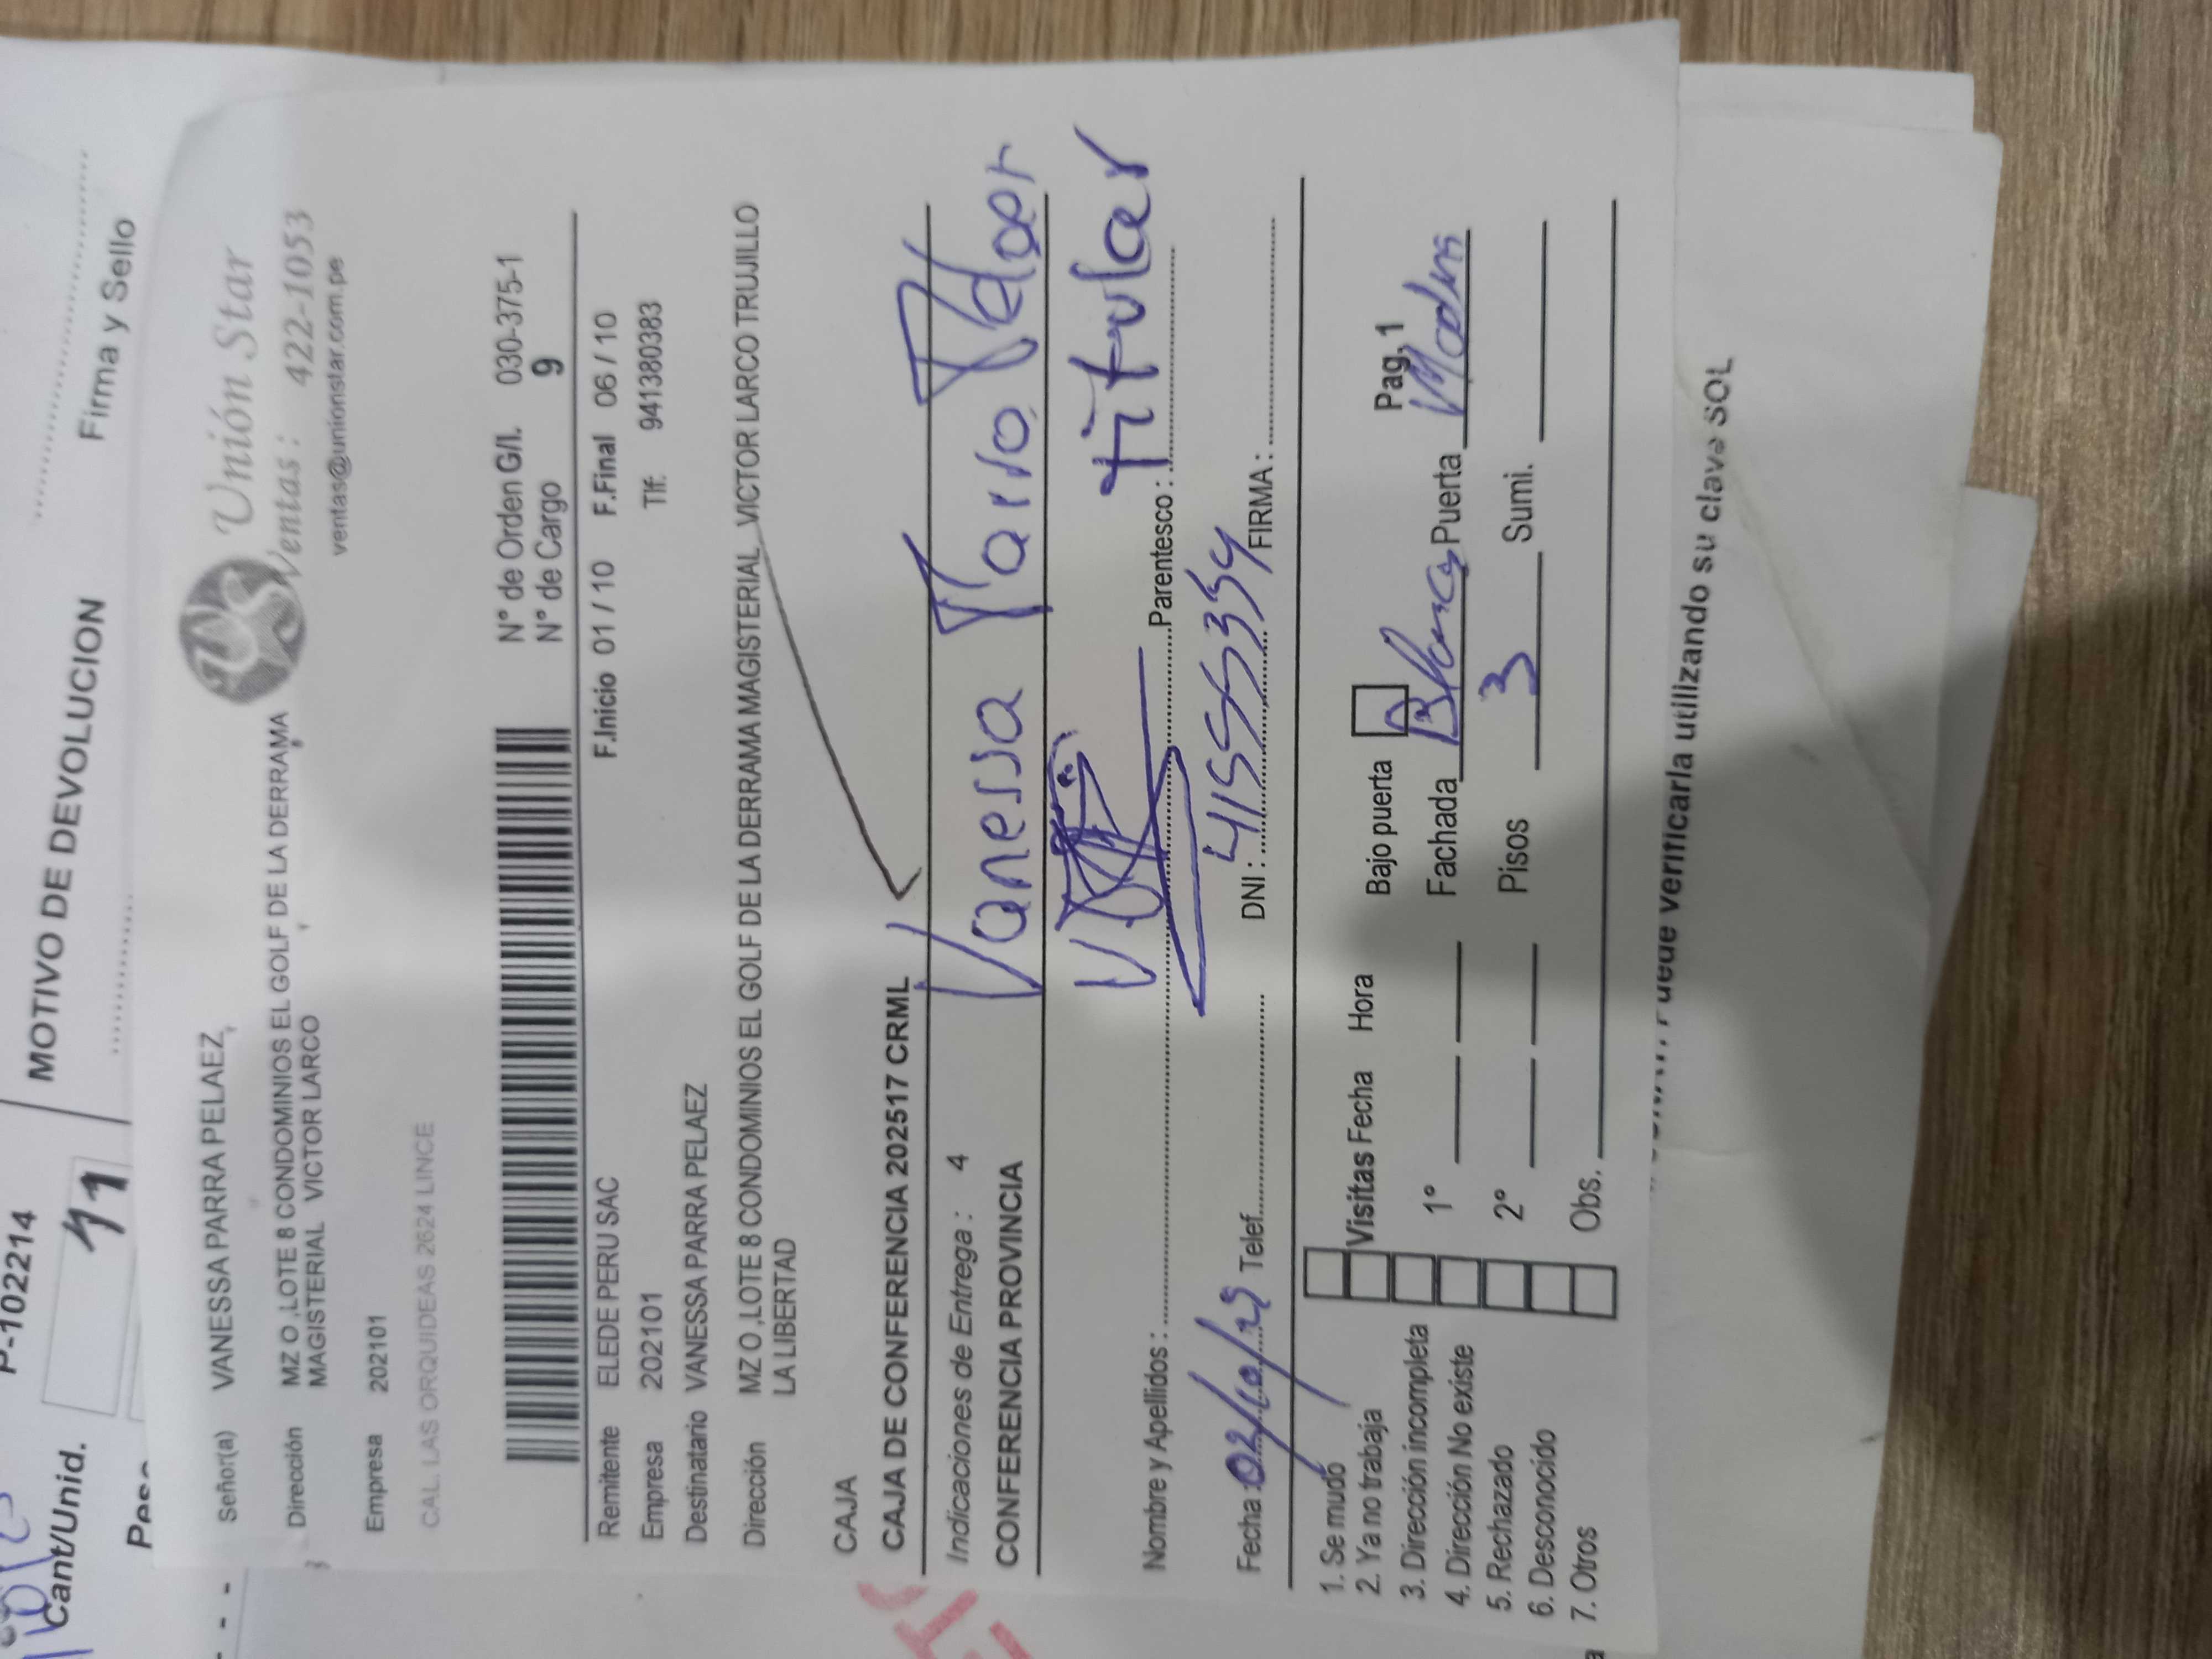 P-102214
Cant/Unid.
11
MOTIVO DE DEVOLUCION
Firma y Sello
Unión Star
Ventas : 422-1053
ventas@unionstar.com.pe
Señor(a) VANESSA PARRA PELAEZ
Dirección MZ O ,LOTE 8 CONDOMINIOS EL GOLF DE LA DERRAMA
MAGISTERIAL VICTOR LARCO
Empresa 202101
CAL. LAS ORQUIDEAS 2624 LINCE
N° de Orden G/I. 030-375-1
N° de Cargo 9
Remitente ELEDE PERU SAC F.Inicio 01 / 10 F.Final 06 / 10
Empresa 202101 Tlf. 941380383
Destinatario VANESSA PARRA PELAEZ
Dirección MZ O ,LOTE 8 CONDOMINIOS EL GOLF DE LA DERRAMA MAGISTERIAL VICTOR LARCO TRUJILLO
LA LIBERTAD
CAJA
CAJA DE CONFERENCIA 202517 CRML
Indicaciones de Entrega : 4
CONFERENCIA PROVINCIA
Vanessa Parra Pelaez
Nombre y Apellidos : Parentesco : titular
Fecha : 02/10/25 Telef. DNI : 41555334 FIRMA :
1. Se mudo
2. Ya no trabaja
3. Dirección incompleta
4. Dirección No existe
5. Rechazado
6. Desconocido
7. Otros
Visitas Fecha Hora Bajo puerta Pag. 1
1° Fachada Blanco Puerta
2° Pisos 3 Sumi.
Obs.
Puede verificarla utilizando su clave SOL